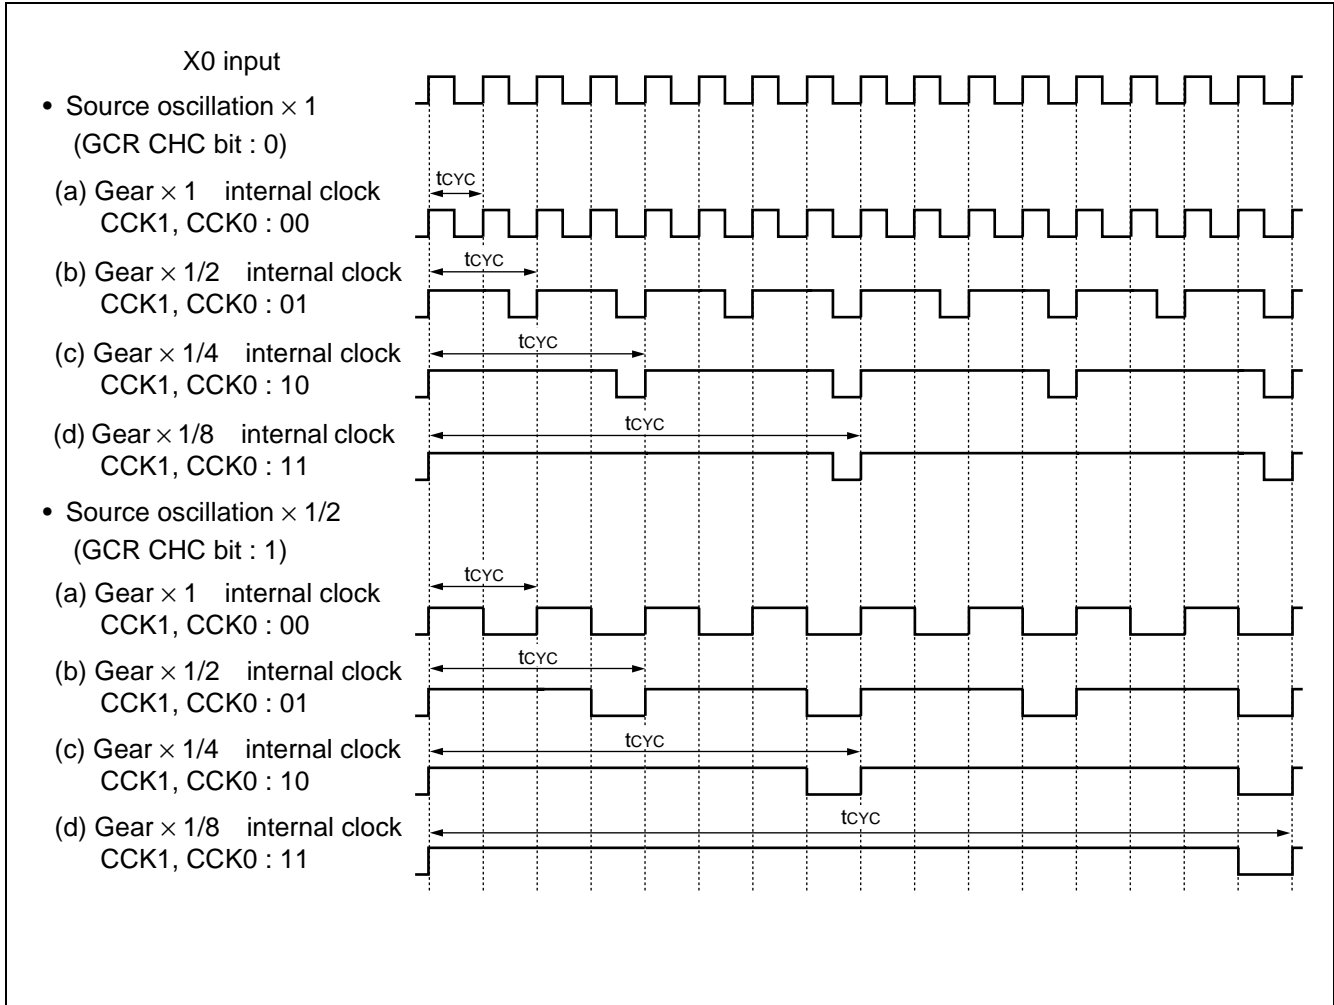 X0 input
• Source oscillation × 1
(GCR CHC bit : 0)
(a) Gear × 1 internal clock
CCK1, CCK0 : 00
tCYC
(b) Gear × 1/2 internal clock
CCK1, CCK0 : 01
tCYC
(c) Gear × 1/4 internal clock
CCK1, CCK0 : 10
tCYC
(d) Gear × 1/8 internal clock
CCK1, CCK0 : 11
tCYC
• Source oscillation × 1/2
(GCR CHC bit : 1)
(a) Gear × 1 internal clock
CCK1, CCK0 : 00
tCYC
(b) Gear × 1/2 internal clock
CCK1, CCK0 : 01
tCYC
(c) Gear × 1/4 internal clock
CCK1, CCK0 : 10
tCYC
(d) Gear × 1/8 internal clock
CCK1, CCK0 : 11
tCYC